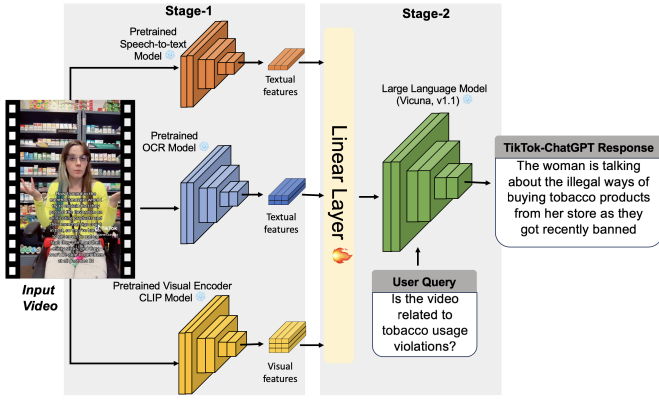 Stage-1
Stage-2
Pretrained
Speech-to-text
Model
Textual
features
Pretrained
OCR Model
Textual
features
Input
Video
Pretrained Visual Encoder
CLIP Model
Visual
features
Linear Layer
Large Language Model
(Vicuna, v1.1)
User Query
Is the video
related to
tobacco usage
violations?
TikTok-ChatGPT Response
The woman is talking
about the illegal ways of
buying tobacco products
from her store as they
got recently banned